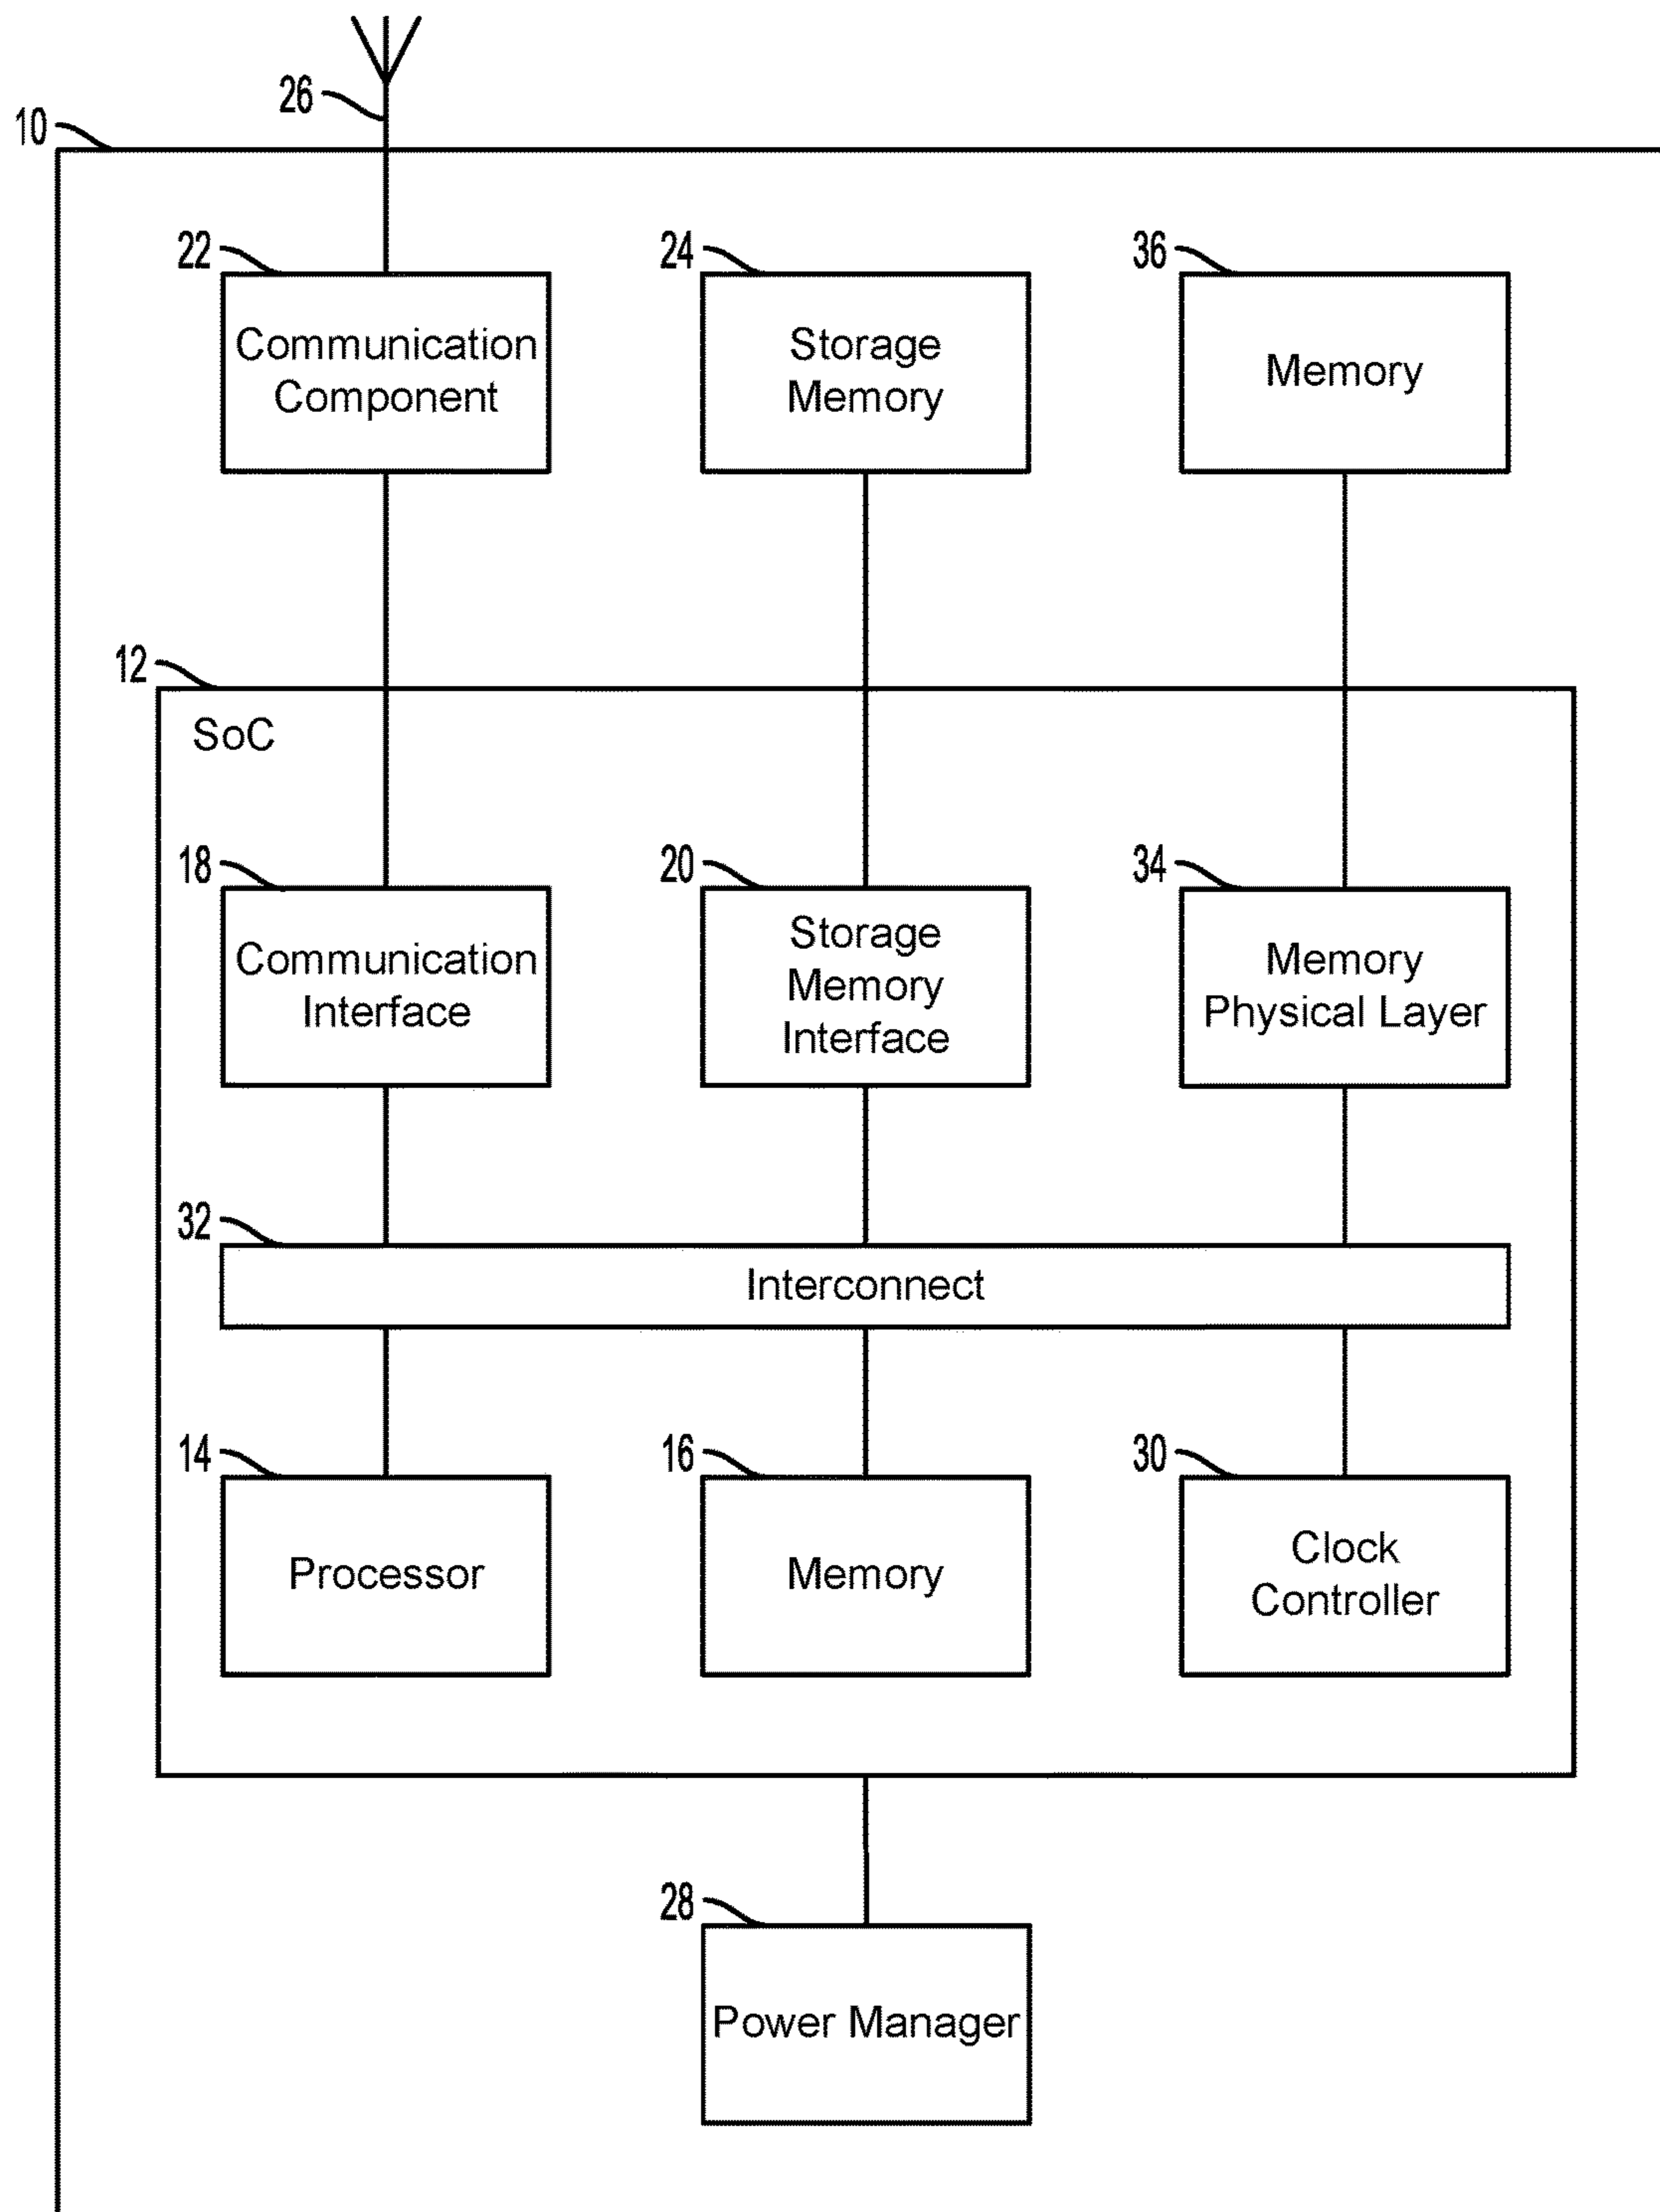 26
10
22
24
36
Communication
Component
Storage
Memory
Memory
12
SoC
18
20
34
Communication
Interface
Storage
Memory
Interface
Memory
Physical Layer
32
Interconnect
14
16
30
Processor
Memory
Clock
Controller
28
Power Manager